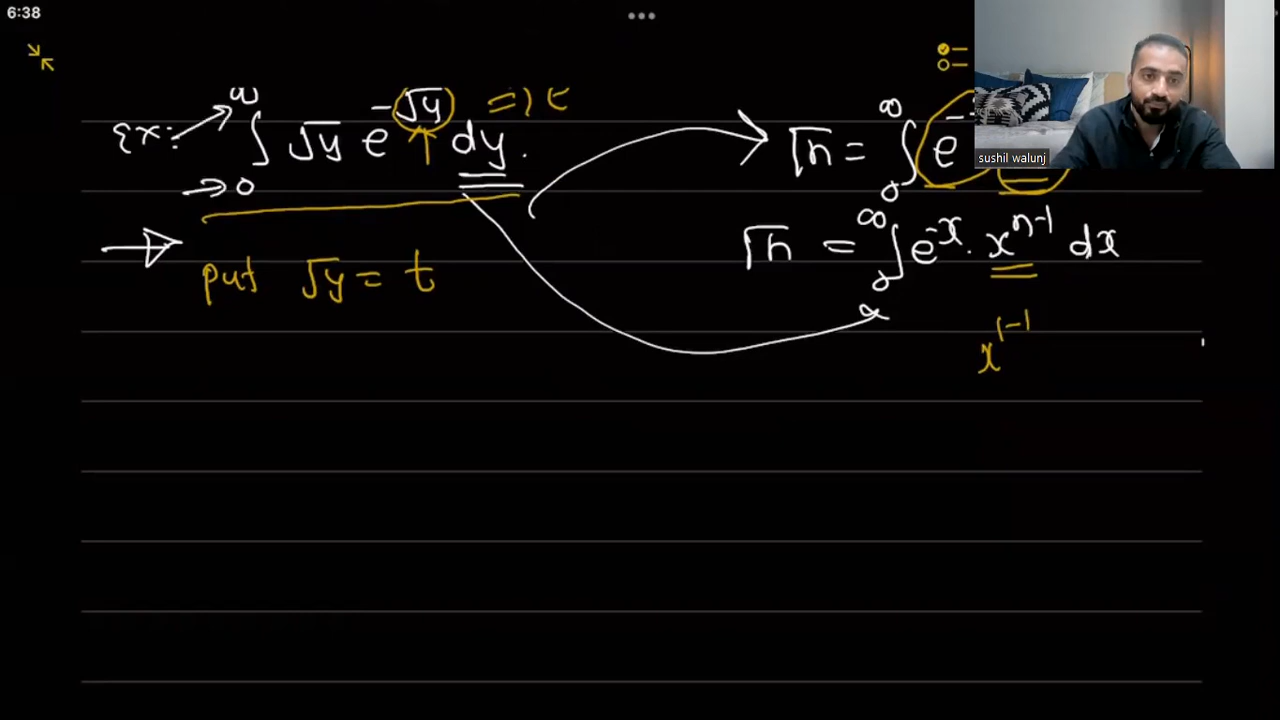 6:38
Ex: ∫₀^∞ √y e^-√y dy. => t
Γn = ∫₀^∞ e^-
sushil walunj
Γn = ∫₀^∞ e^-x . x^n-1 dx
put √y = t
x^1-1